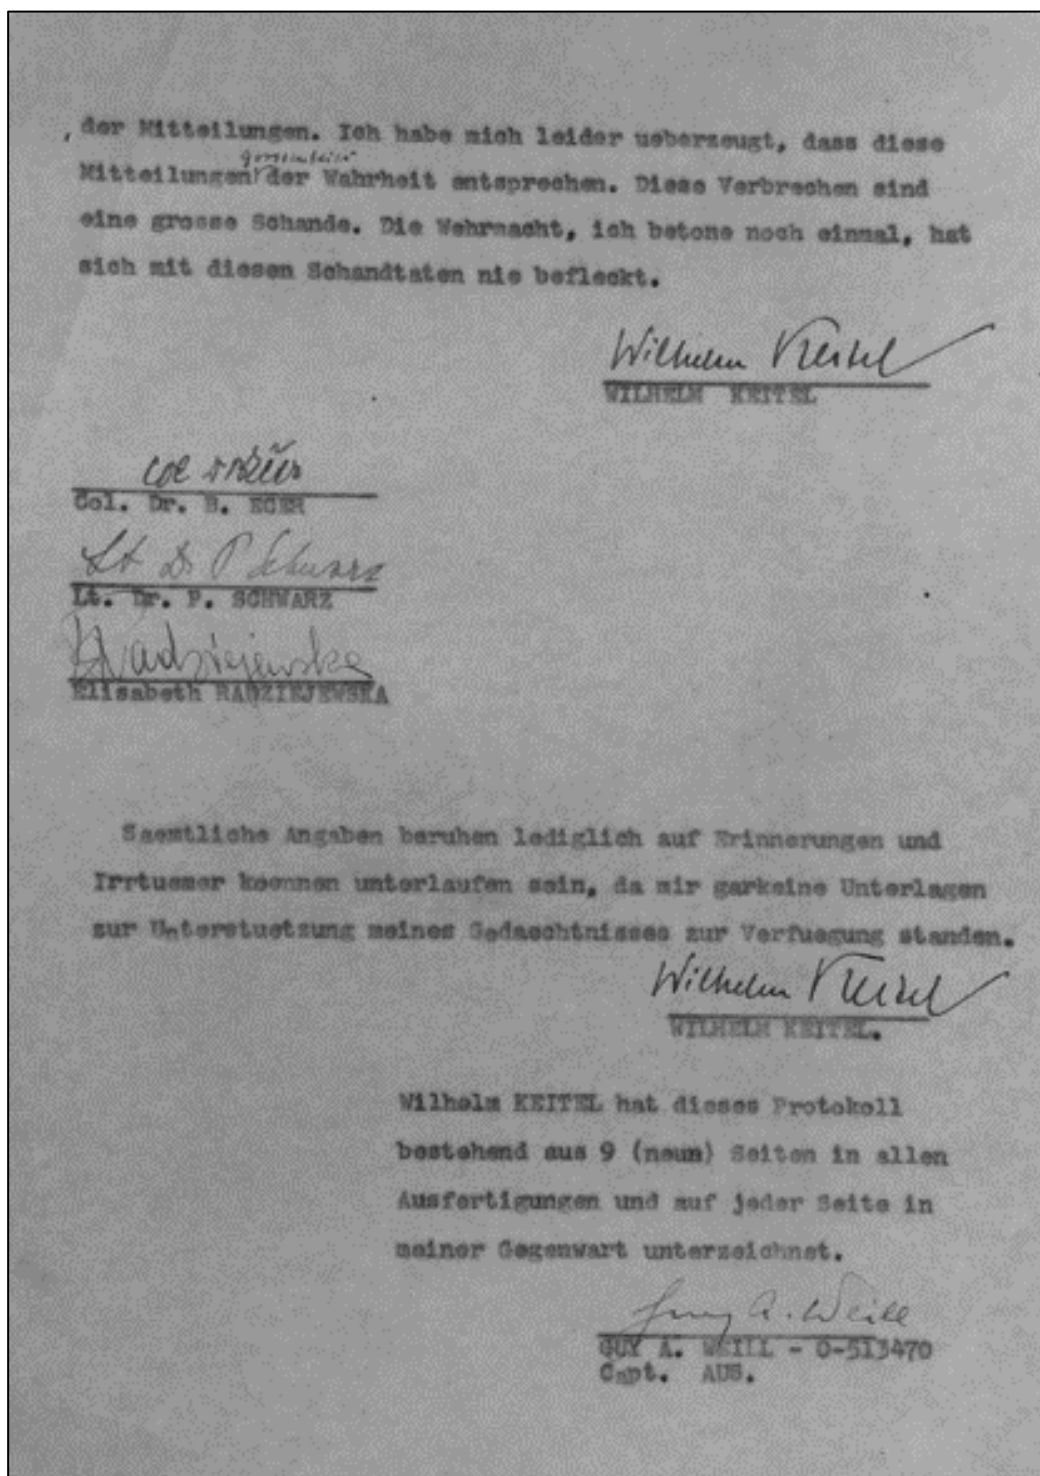 , der Mitteilungen. Ich habe mich leider ueberzeugt, dass diese
Mitteilungen der Wahrheit entsprechen. Diese Verbrechen sind
eine grosse Schande. Die Wehrmacht, ich betone noch einmal, hat
sich mit diesen Schandtaten nie befleckt.
Wilhelm Keitel
WILHELM KEITEL
Col. Dr. B. ECER
Lt Dr P Schwarz
Lt. Dr. P. SCHWARZ
Radziejewska
Elisabeth RADZIEJEWSKA
Saemtliche Angaben beruhen lediglich auf Erinnerungen und
Irrtuemer koennen unterlaufen sein, da mir garkeine Unterlagen
zur Unterstuetzung meines Gedaechtnisses zur Verfuegung standen.
Wilhelm Keitel
WILHELM KEITEL.
Wilhelm KEITEL hat dieses Protokoll
bestehend aus 9 (neun) Seiten in allen
Ausfertigungen und auf jeder Seite in
meiner Gegenwart unterzeichnet.
Guy A. Weill
GUY A. WEILL - O-513470
Capt. AUS.